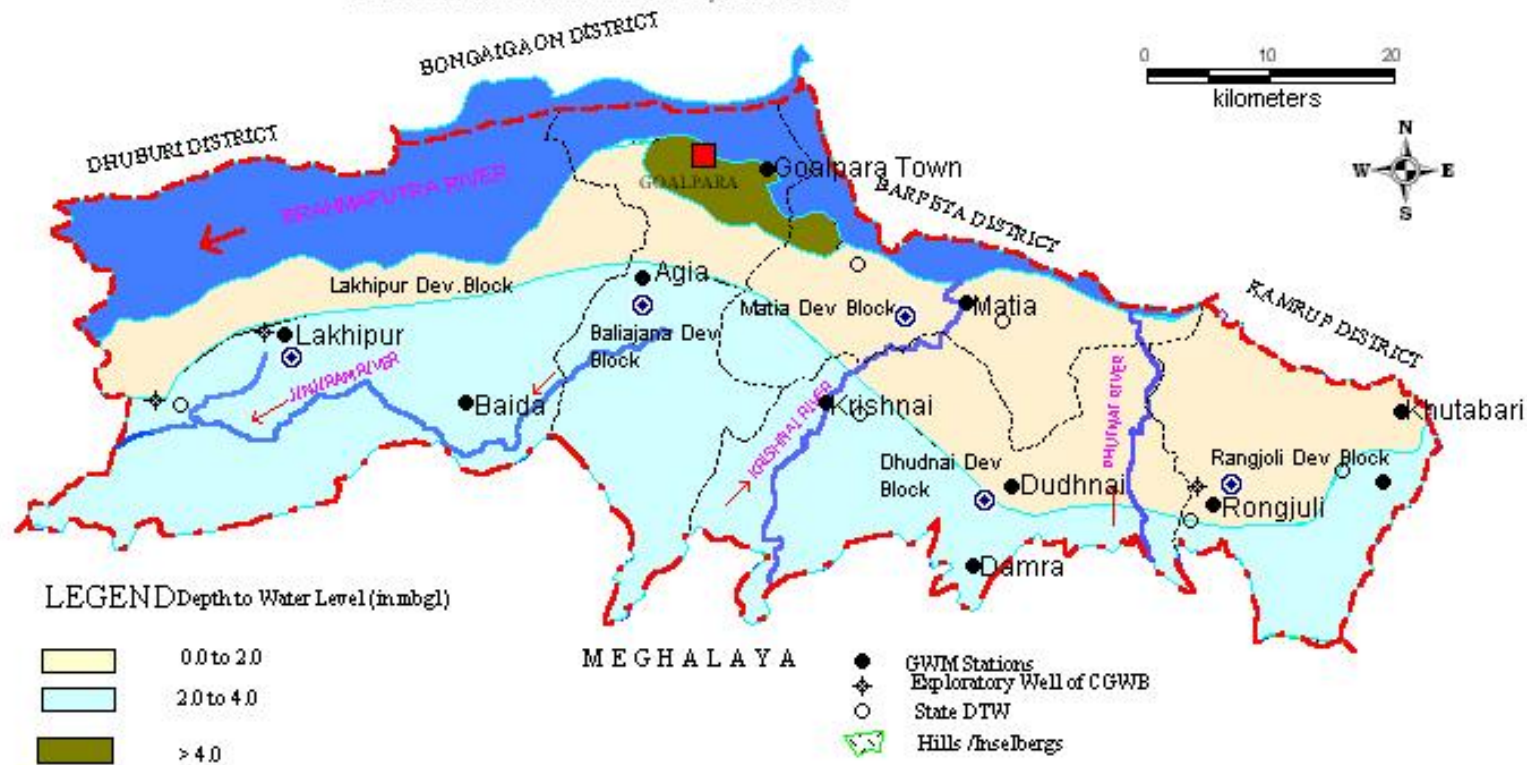 BONGAIGAON DISTRICT
0 10 20
kilometers
DHUBURI DISTRICT
N
W E
S
BRAHMAPUTRA RIVER
GOALPARA
Goalpara Town
BARPETA DISTRICT
Lakhipur Dev.Block
Agia
KAMRUP DISTRICT
Matia Dev Block
Matia
Lakhipur
Baliajana Dev
Block
JINJIRAM RIVER
Baida
KRISHNAI RIVER
Krishnai
Khutabari
Dhudnai Dev
Block
Rangjoli Dev Block
Dudhnai
Rongjuli
Damra
LEGEND Depth to Water Level (in mbgl)
0.0 to 2.0
2.0 to 4.0
> 4.0
MEGHALAYA
GWM Stations
Exploratory Well of CGWB
State DTW
Hills /Inselbergs